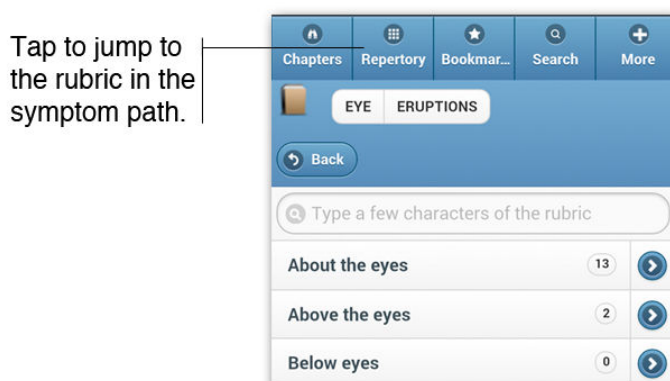 Tap to jump to
the rubric in the
symptom path.
Chapters Repertory Bookmar... Search More
EYE ERUPTIONS
Back
Type a few characters of the rubric
About the eyes 13
Above the eyes 2
Below eyes 0